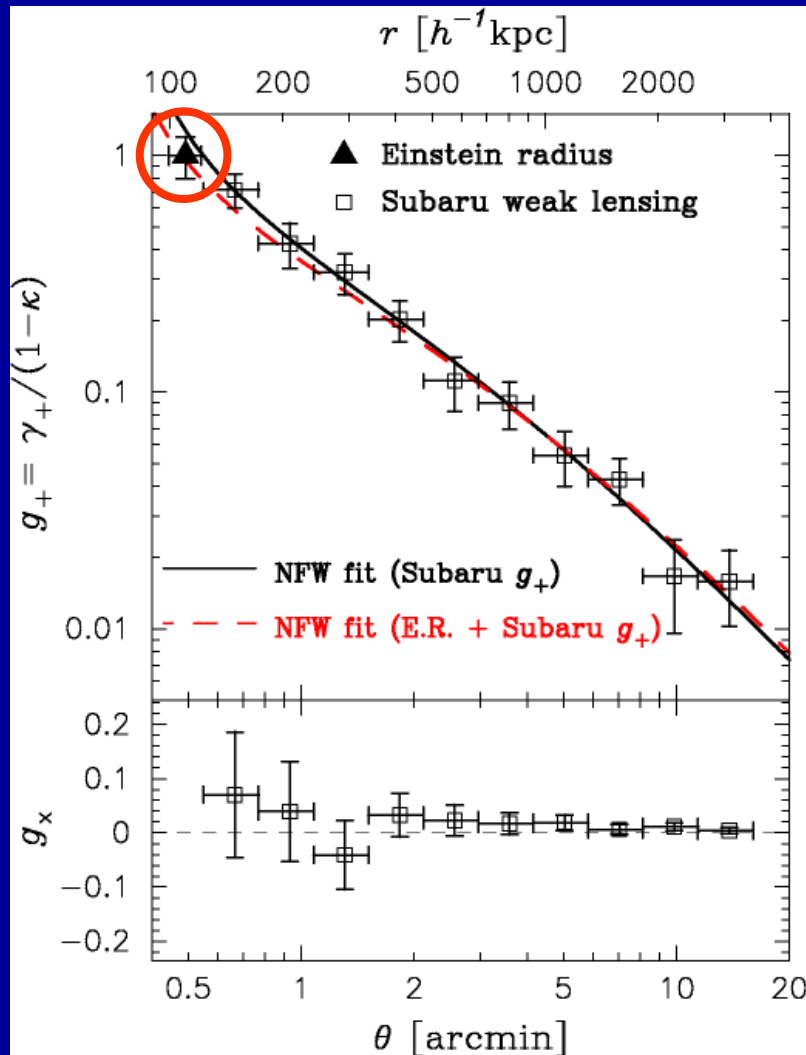 r [h⁻¹kpc]
100 200 500 1000 2000
▲ Einstein radius
□ Subaru weak lensing
1
0.1
0.01
g₊= γ₊/(1−κ)
NFW fit (Subaru g₊)
NFW fit (E.R. + Subaru g₊)
0.2
0.1
0
−0.1
−0.2
gₓ
0.5 1 2 5 10 20
θ [arcmin]